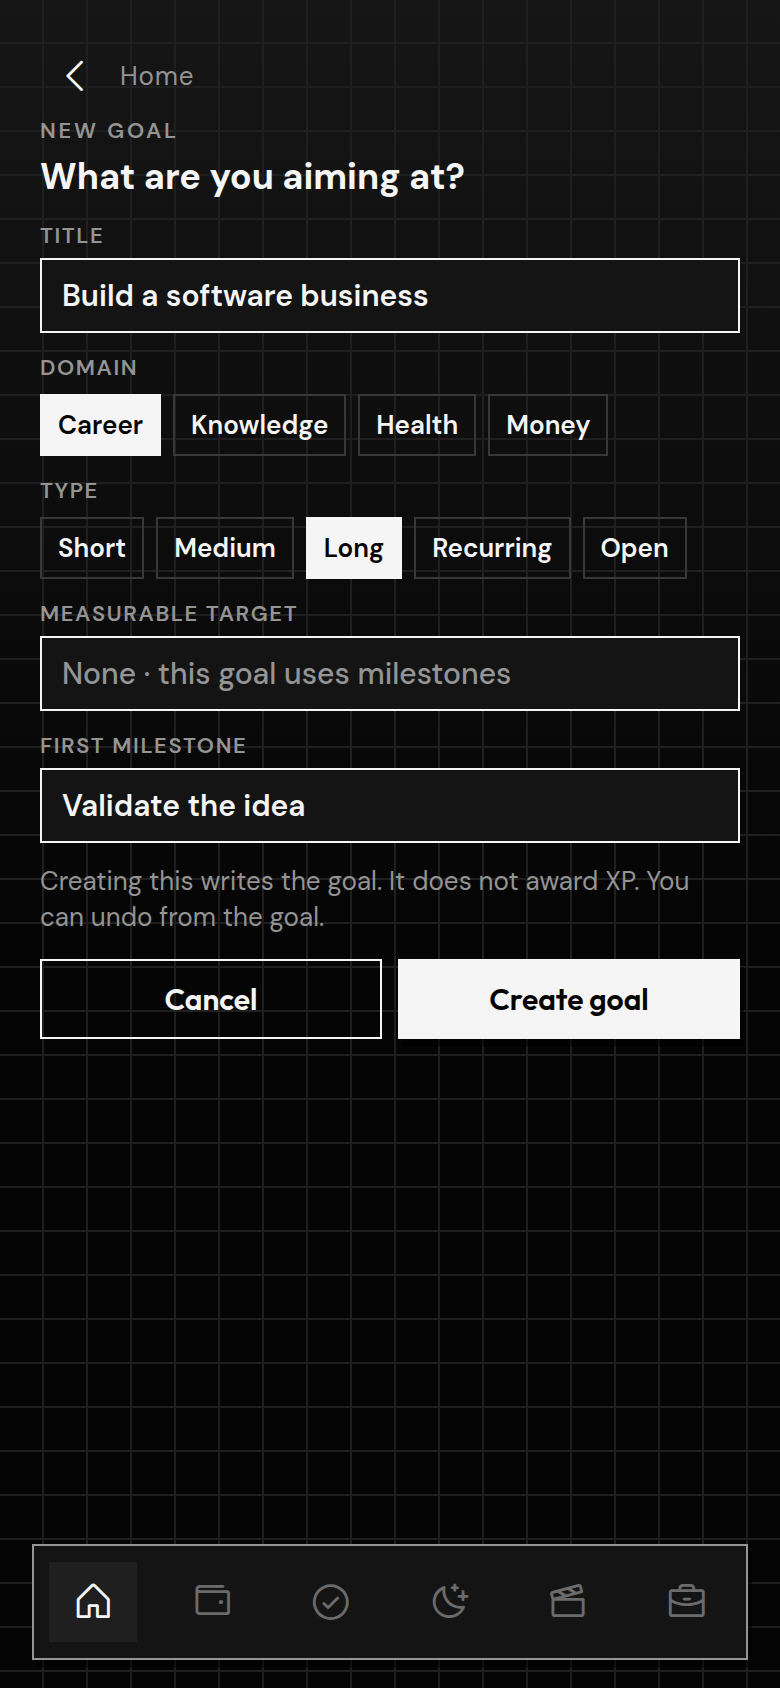 Home
NEW GOAL
What are you aiming at?
TITLE
Build a software business
DOMAIN
Career Knowledge Health Money
TYPE
Short Medium Long Recurring Open
MEASURABLE TARGET
None · this goal uses milestones
FIRST MILESTONE
Validate the idea
Creating this writes the goal. It does not award XP. You
can undo from the goal.
Cancel Create goal